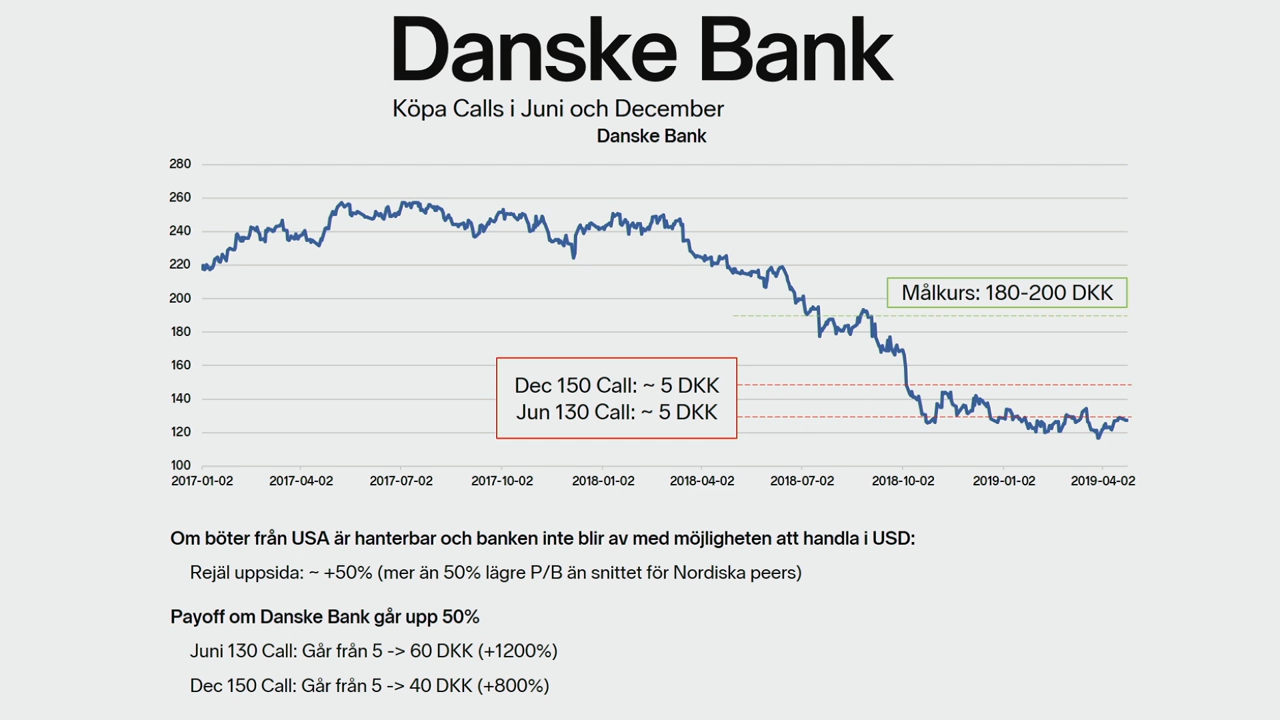 Danske Bank
Köpa Calls i Juni och December
Danske Bank
280
260
240
220
200
180
160
140
120
100
Målkurs: 180-200 DKK
Dec 150 Call: ~ 5 DKK
Jun 130 Call: ~ 5 DKK
2017-01-02 2017-04-02 2017-07-02 2017-10-02 2018-01-02 2018-04-02 2018-07-02 2018-10-02 2019-01-02 2019-04-02
Om böter från USA är hanterbar och banken inte blir av med möjligheten att handla i USD:
Rejäl uppsida: ~ +50% (mer än 50% lägre P/B än snittet för Nordiska peers)
Payoff om Danske Bank går upp 50%
Juni 130 Call: Går från 5 -> 60 DKK (+1200%)
Dec 150 Call: Går från 5 -> 40 DKK (+800%)